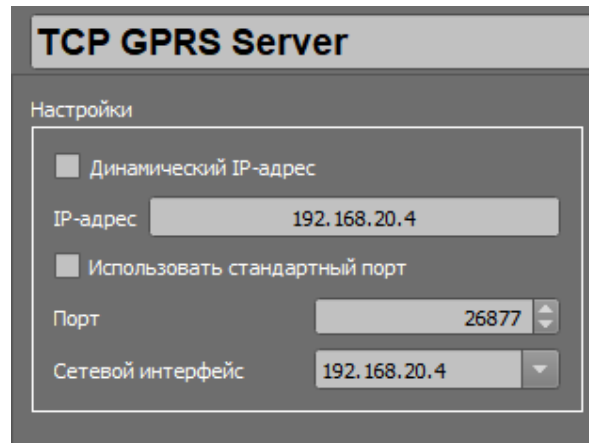 TCP GPRS Server
Настройки
Динамический IP-адрес
IP-адрес 192.168.20.4
Использовать стандартный порт
Порт 26877
Сетевой интерфейс 192.168.20.4